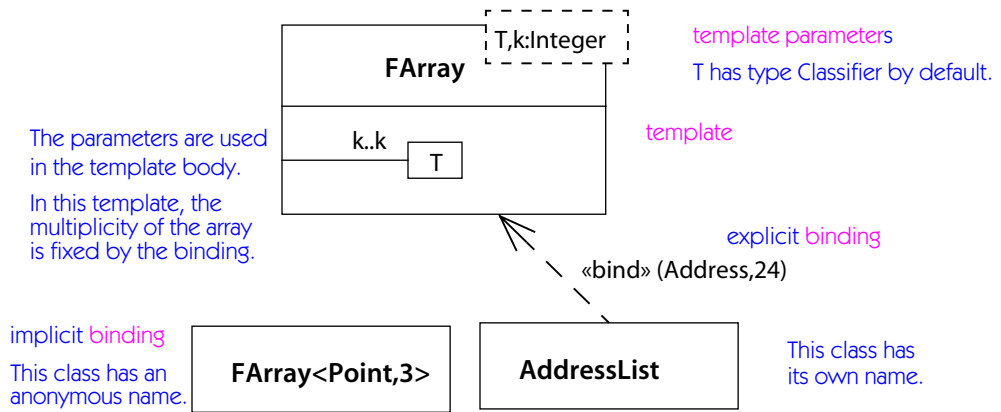 T,k:Integer
template parameters
FArray
T has type Classifier by default.
The parameters are used
in the template body.
k..k
T
template
In this template, the
multiplicity of the array
is fixed by the binding.
explicit binding
«bind» (Address,24)
implicit binding
This class has an
anonymous name.
FArray<Point,3>
AddressList
This class has
its own name.